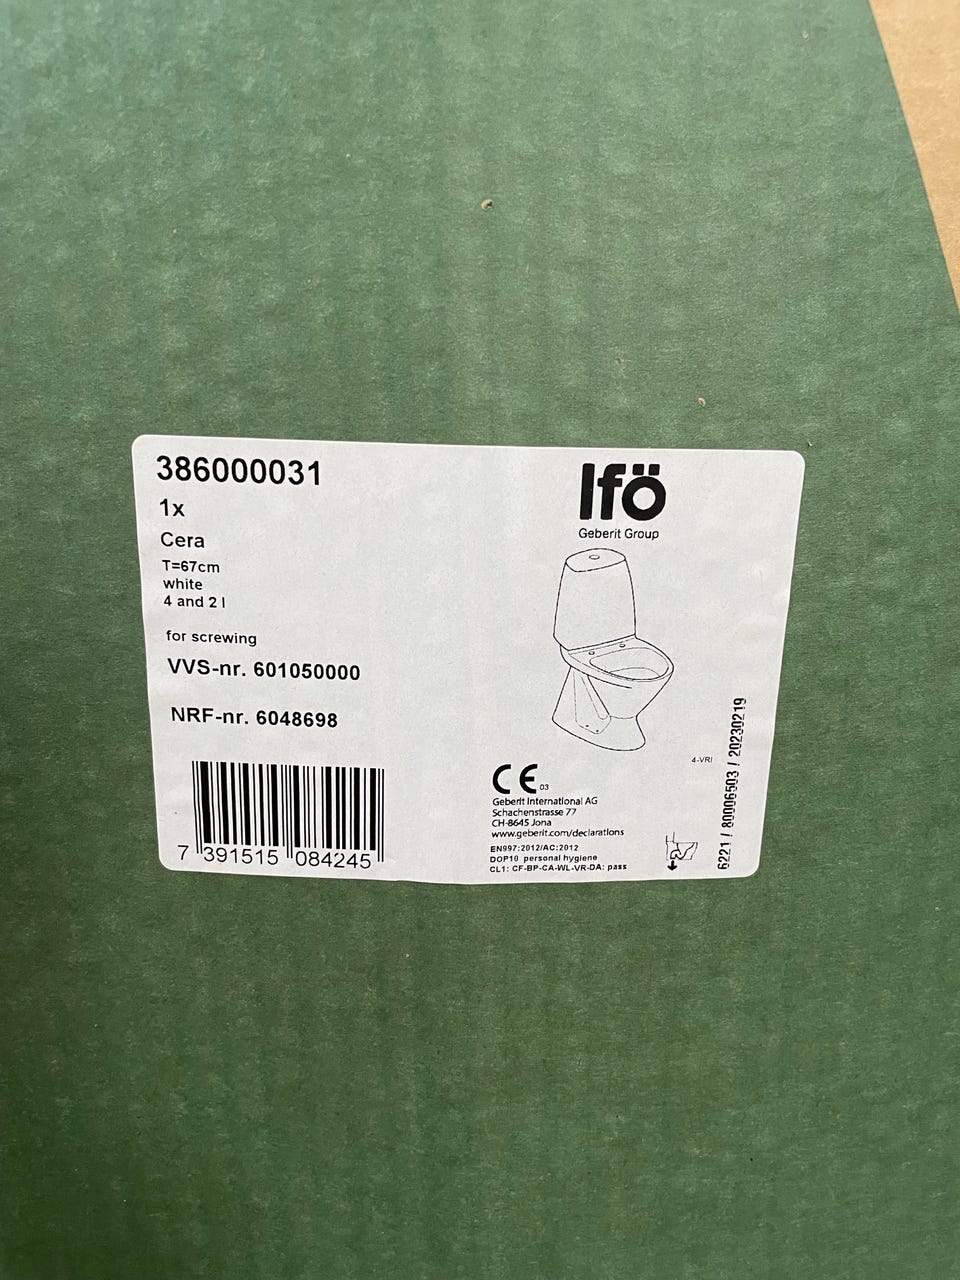 386000031
1x
Cera
T=67cm
white
4 and 2 l
for screwing
VVS-nr. 601050000
NRF-nr. 6048698
7 391515 084245
Ifö
Geberit Group
4-VRI
CE
03
Geberit International AG
Schachenstrasse 77
CH-8645 Jona
www.geberit.com/declarations
EN997:2012/AC:2012
DOP10 personal hygiene
CL1: CF-BP-CA-WL-VR-DA: pass
6221 / 80006503 / 20230219